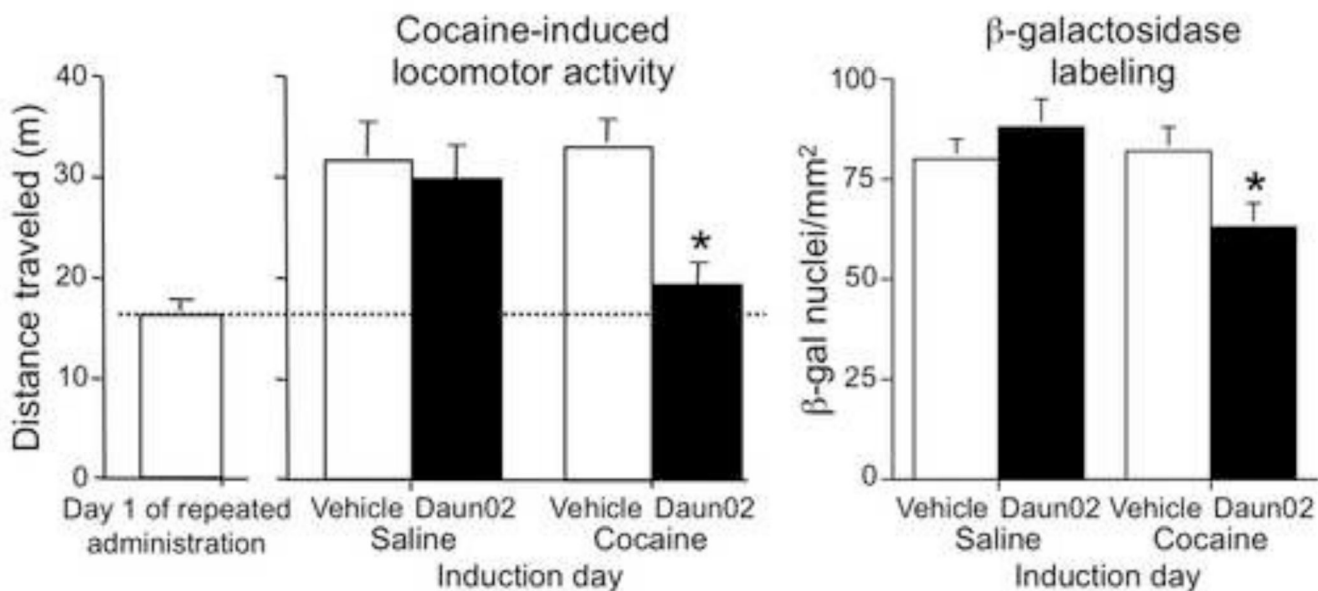 Cocaine-induced
locomotor activity
β-galactosidase
labeling
Distance traveled (m)
40
30
20
10
0
*
Day 1 of repeated
administration
Vehicle Daun02 Vehicle Daun02
Saline Cocaine
Induction day
β-gal nuclei/mm²
100
75
50
25
0
*
Vehicle Daun02 Vehicle Daun02
Saline Cocaine
Induction day